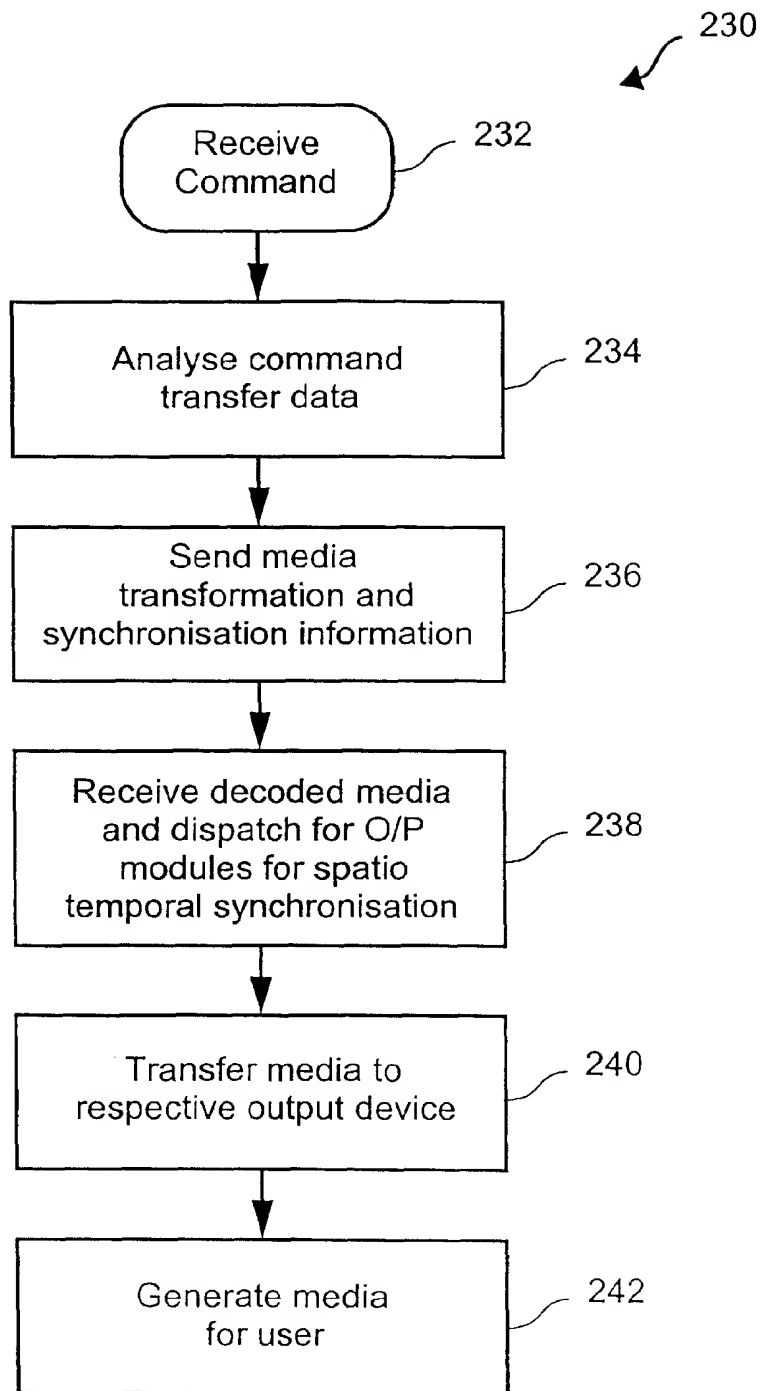 230
Receive
Command
232
Analyse command
transfer data
234
Send media
transformation and
synchronisation information
236
Receive decoded media
and dispatch for O/P
modules for spatio
temporal synchronisation
238
Transfer media to
respective output device
240
Generate media
for user
242